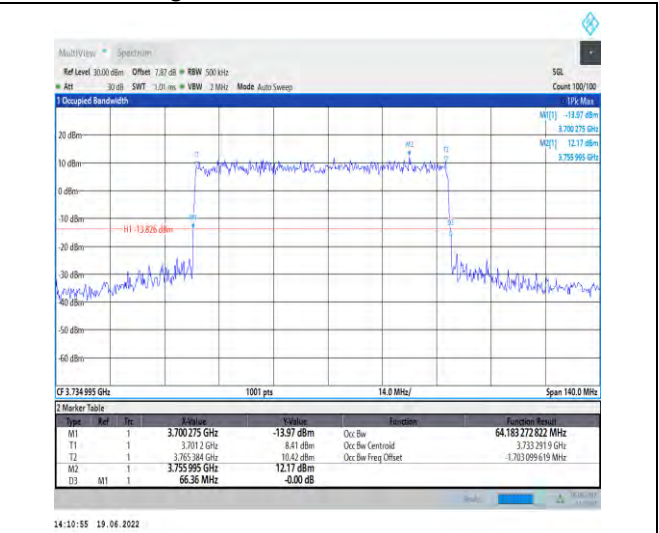 MultiView Spectrum
Ref Level 30.00 dBm Offset 7.87 dB RBW 500 kHz SGL
Att 30 dB SWT 1.01 ms VBW 2 MHz Mode Auto Sweep Count 100/100
1 Occupied Bandwidth 1Pk Max
M1[1] -13.97 dBm
3.700 275 GHz
M2[1] 12.17 dBm
3.755 995 GHz
20 dBm
10 dBm
0 dBm
-10 dBm
H1 -13.826 dBm
-20 dBm
-30 dBm
-40 dBm
-50 dBm
-60 dBm
T1
M2
T2
M1
D3
CF 3.734 995 GHz 1001 pts 14.0 MHz/ Span 140.0 MHz
2 Marker Table
Type Ref Trc X-Value Y-Value Function Function Result
M1 1 3.700 275 GHz -13.97 dBm Occ Bw 64.183 272 822 MHz
T1 1 3.701 2 GHz 8.41 dBm Occ Bw Centroid 3.733 291 9 GHz
T2 1 3.765 384 GHz 10.42 dBm Occ Bw Freq Offset -1.703 099 619 MHz
M2 1 3.755 995 GHz 12.17 dBm
D3 M1 1 66.36 MHz -0.00 dB
Ready
14:10:55 19.06.2022